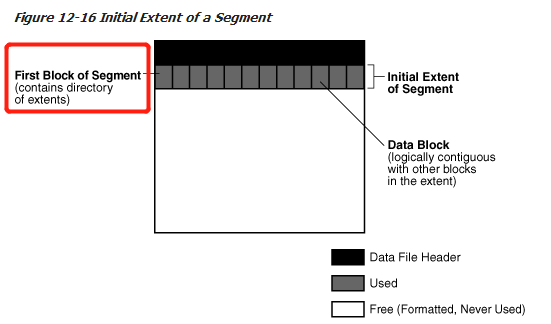 Figure 12-16 Initial Extent of a Segment
First Block of Segment
(contains directory
of extents)
Initial Extent
of Segment
Data Block
(logically contiguous
with other blocks
in the extent)
Data File Header
Used
Free (Formatted, Never Used)